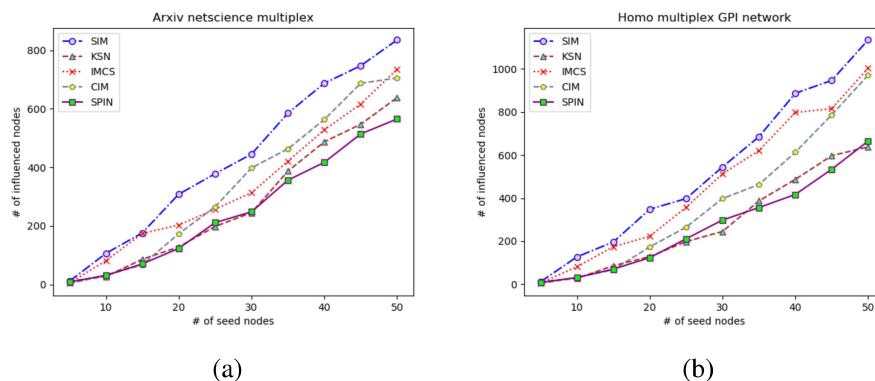 Arxiv netscience multiplex
SIM
KSN
IMCS
CIM
SPIN
800
600
400
200
0
10 20 30 40 50
# of influenced nodes
# of seed nodes
(a)
Homo multiplex GPI network
SIM
KSN
IMCS
CIM
SPIN
1000
800
600
400
200
0
10 20 30 40 50
# of influenced nodes
# of seed nodes
(b)